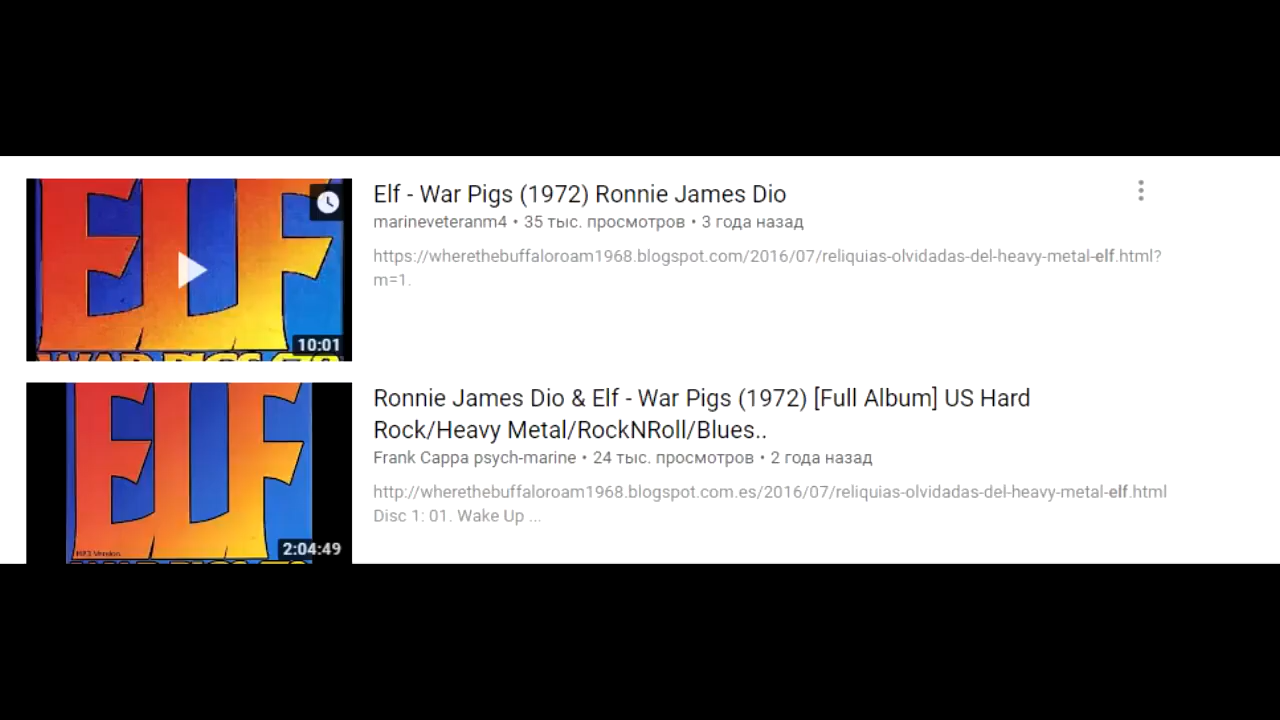 ELF
10:01
WAR PIGS '72
Elf - War Pigs (1972) Ronnie James Dio
marineveteranm4 • 35 тыс. просмотров • 3 года назад
https://wherethebuffaloroam1968.blogspot.com/2016/07/reliquias-olvidadas-del-heavy-metal-elf.html?
m=1.
ELF
2:04:49
Ronnie James Dio & Elf - War Pigs (1972) [Full Album] US Hard
Rock/Heavy Metal/RockNRoll/Blues..
Frank Cappa psych-marine • 24 тыс. просмотров • 2 года назад
http://wherethebuffaloroam1968.blogspot.com.es/2016/07/reliquias-olvidadas-del-heavy-metal-elf.html
Disc 1: 01. Wake Up ...